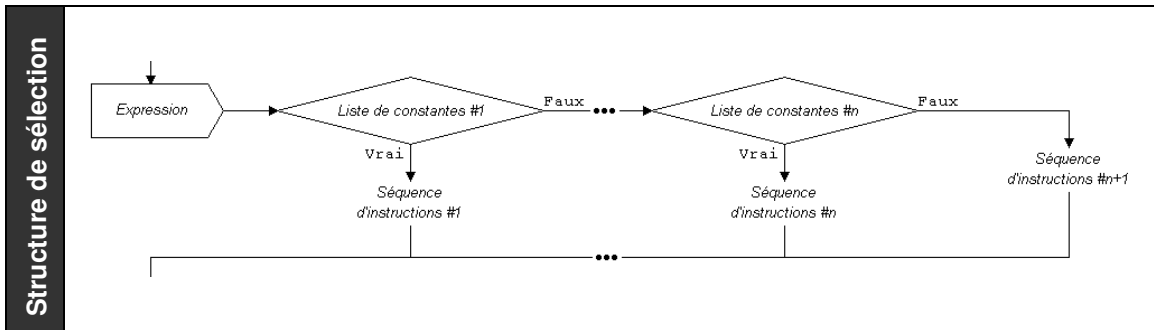 Structure de sélection
Expression
Liste de constantes #1
Faux
Liste de constantes #n
Faux
Vrai
Vrai
Séquence
d'instructions #1
Séquence
d'instructions #n
Séquence
d'instructions #n+1